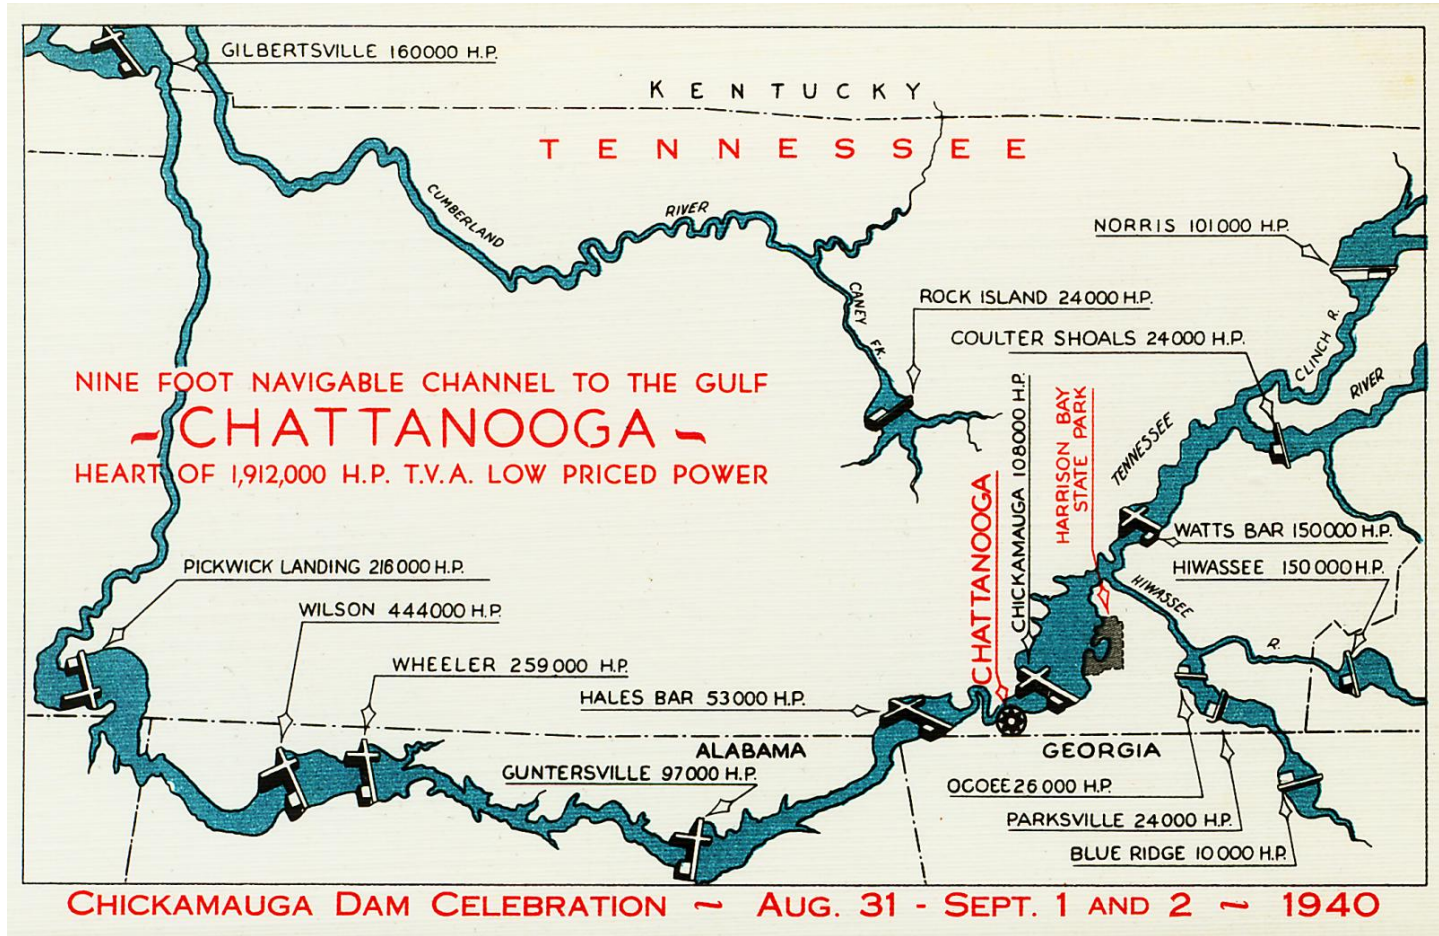 GILBERTSVILLE 160000 H.P.
KENTUCKY
TENNESSEE
CUMBERLAND
RIVER
NORRIS 101000 H.P.
CANEY
FK.
ROCK ISLAND 24000 H.P.
COULTER SHOALS 24000 H.P.
CLINCH R.
RIVER
TENNESSEE
NINE FOOT NAVIGABLE CHANNEL TO THE GULF
~ CHATTANOOGA ~
HEART OF 1,912,000 H.P. T.V.A. LOW PRICED POWER
CHATTANOOGA
CHICKAMAUGA 108000 H.P.
HARRISON BAY
STATE PARK
WATTS BAR 150000 H.P.
HIWASSEE 150000 H.P.
HIWASSEE
R.
PICKWICK LANDING 216000 H.P.
WILSON 444000 H.P.
WHEELER 259000 H.P.
HALES BAR 53000 H.P.
ALABAMA
GEORGIA
GUNTERSVILLE 97000 H.P.
OCOEE 26000 H.P.
PARKSVILLE 24000 H.P.
BLUE RIDGE 10000 H.P.
CHICKAMAUGA DAM CELEBRATION ~ AUG. 31 - SEPT. 1 AND 2 ~ 1940